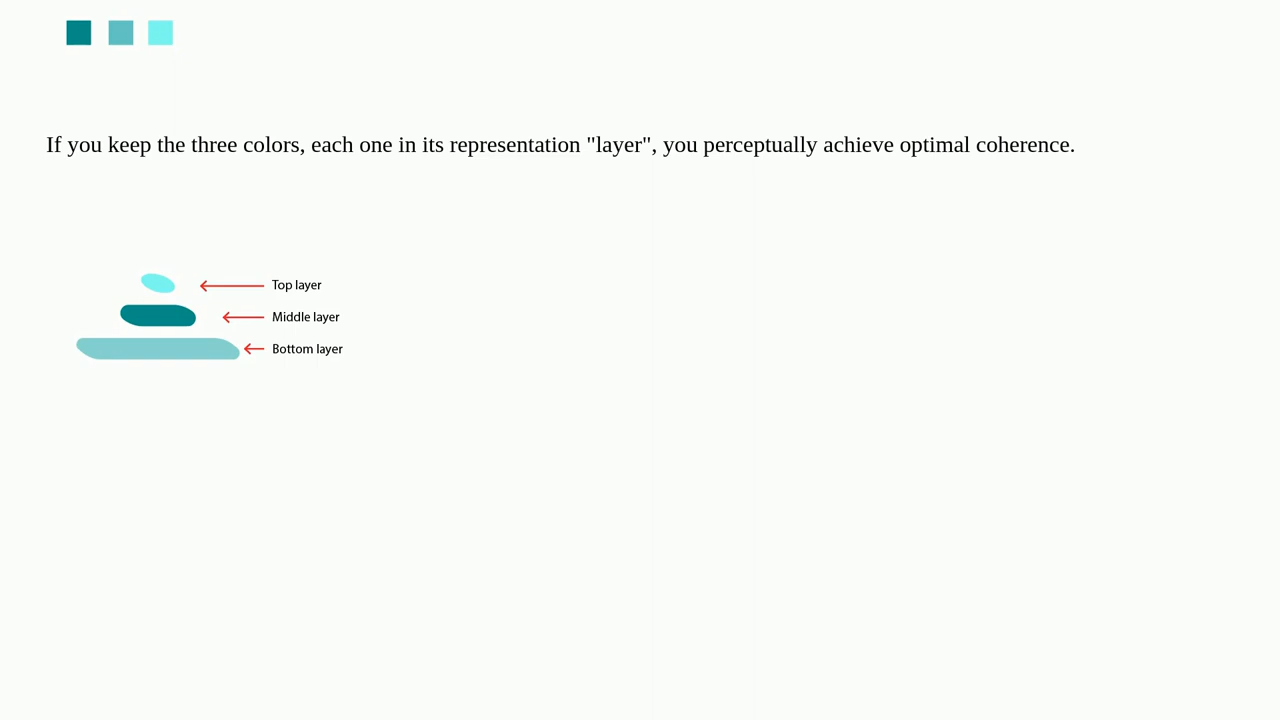 If you keep the three colors, each one in its representation "layer", you perceptually achieve optimal coherence.
Top layer
Middle layer
Bottom layer